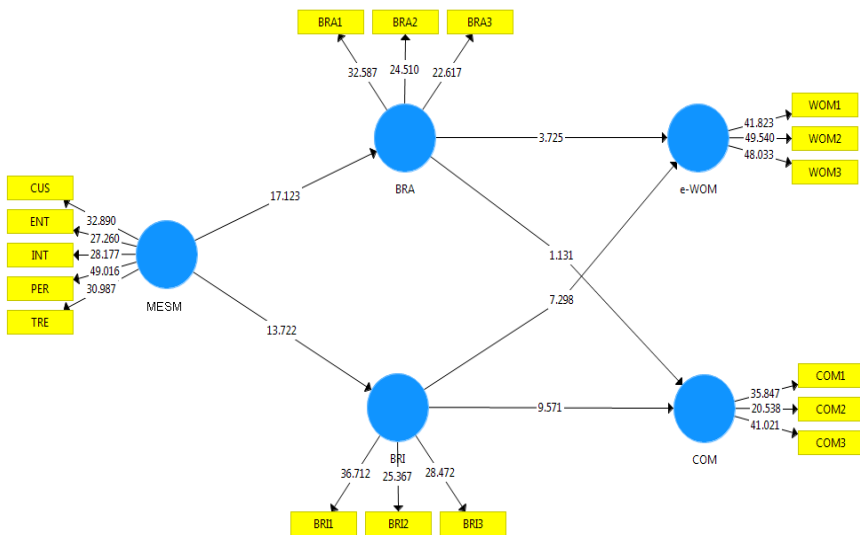 BRA1
BRA2
BRA3
32.587
24.510
22.617
BRA
17.123
3.725
WOM1
WOM2
WOM3
41.823
49.540
48.033
e-WOM
CUS
ENT
INT
PER
TRE
32.890
27.260
28.177
49.016
30.987
MESM
1.131
7.298
13.722
9.571
COM1
COM2
COM3
35.847
20.538
41.021
COM
BRI
36.712
25.367
28.472
BRI1
BRI2
BRI3